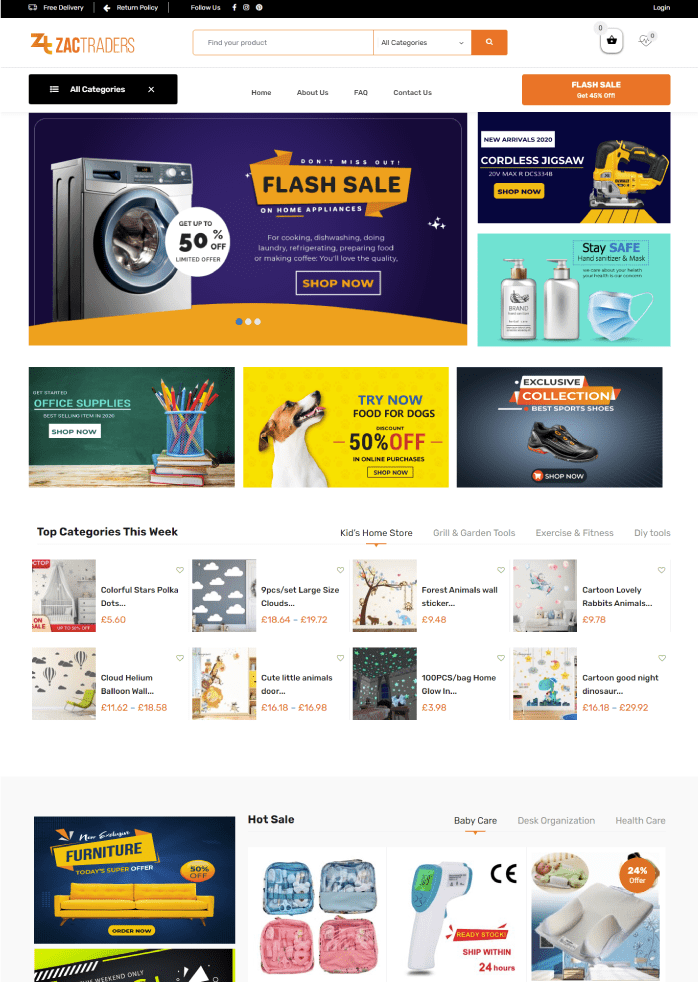 Free Delivery
Return Policy
Follow Us
Login
ZACTRADERS
Find your product
All Categories
0
0
All Categories
Home
About Us
FAQ
Contact Us
FLASH SALE
Get 45% Off!
DON'T MISS OUT!
FLASH SALE
ON HOME APPLIANCES
GET UP TO
50% OFF
LIMITED OFFER
For cooking, dishwashing, doing
laundry, refrigerating, preparing food
or making coffee: You'll love the quality,
SHOP NOW
NEW ARRIVALS 2020
CORDLESS JIGSAW
20V MAX R DCS334B
SHOP NOW
Stay SAFE
Hand sanitizer & Mask
we care about your helath
your health is our concern
BRAND
GET STARTED
OFFICE SUPPLIES
BEST SELLING ITEM IN 2020
SHOP NOW
TRY NOW
FOOD FOR DOGS
DISCOUNT
50%OFF
IN ONLINE PURCHASES
SHOP NOW
EXCLUSIVE
COLLECTION
BEST SPORTS SHOES
SHOP NOW
Top Categories This Week
Kid's Home Store
Grill & Garden Tools
Exercise & Fitness
Diy tools
CTOP
ON
SALE
UP TO 50% OFF
Colorful Stars Polka
Dots...
£5.60
9pcs/set Large Size
Clouds...
£18.64 – £19.72
Forest Animals wall
sticker...
£9.48
Cartoon Lovely
Rabbits Animals...
£9.78
Cloud Helium
Balloon Wall...
£11.62 – £18.58
Cute little animals
door...
£16.18 – £16.98
100PCS/bag Home
Glow In...
£3.98
Cartoon good night
dinosaur...
£16.18 – £29.92
New Exclusive
FURNITURE
TODAY'S SUPER OFFER
50%
OFF
ORDER NOW
WEEKEND ONLY
Hot Sale
Baby Care
Desk Organization
Health Care
CE
READY STOCK!
SHIP WITHIN
24 hours
24%
Offer